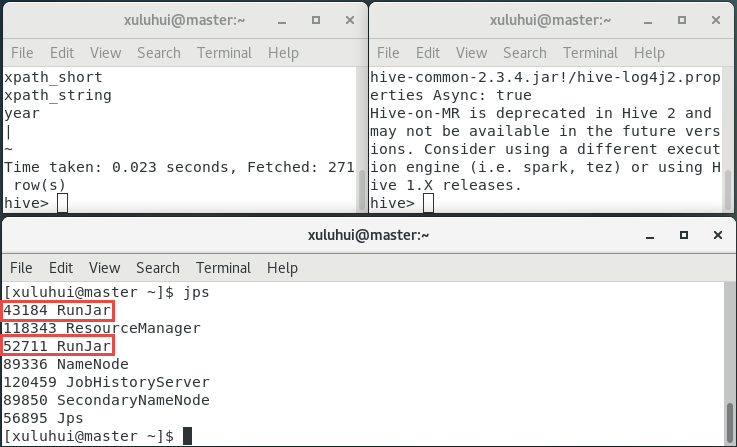 xuluhui@master:~
File Edit View Search Terminal Help
xpath_short
xpath_string
year
|
~
Time taken: 0.023 seconds, Fetched: 271
 row(s)
hive>
xuluhui@master:~
File Edit View Search Terminal Help
hive-common-2.3.4.jar!/hive-log4j2.prop
erties Async: true
Hive-on-MR is deprecated in Hive 2 and
may not be available in the future vers
ions. Consider using a different execut
ion engine (i.e. spark, tez) or using H
ive 1.X releases.
hive>
xuluhui@master:~
File Edit View Search Terminal Help
[xuluhui@master ~]$ jps
43184 RunJar
118343 ResourceManager
52711 RunJar
89336 NameNode
120459 JobHistoryServer
89850 SecondaryNameNode
56895 Jps
[xuluhui@master ~]$